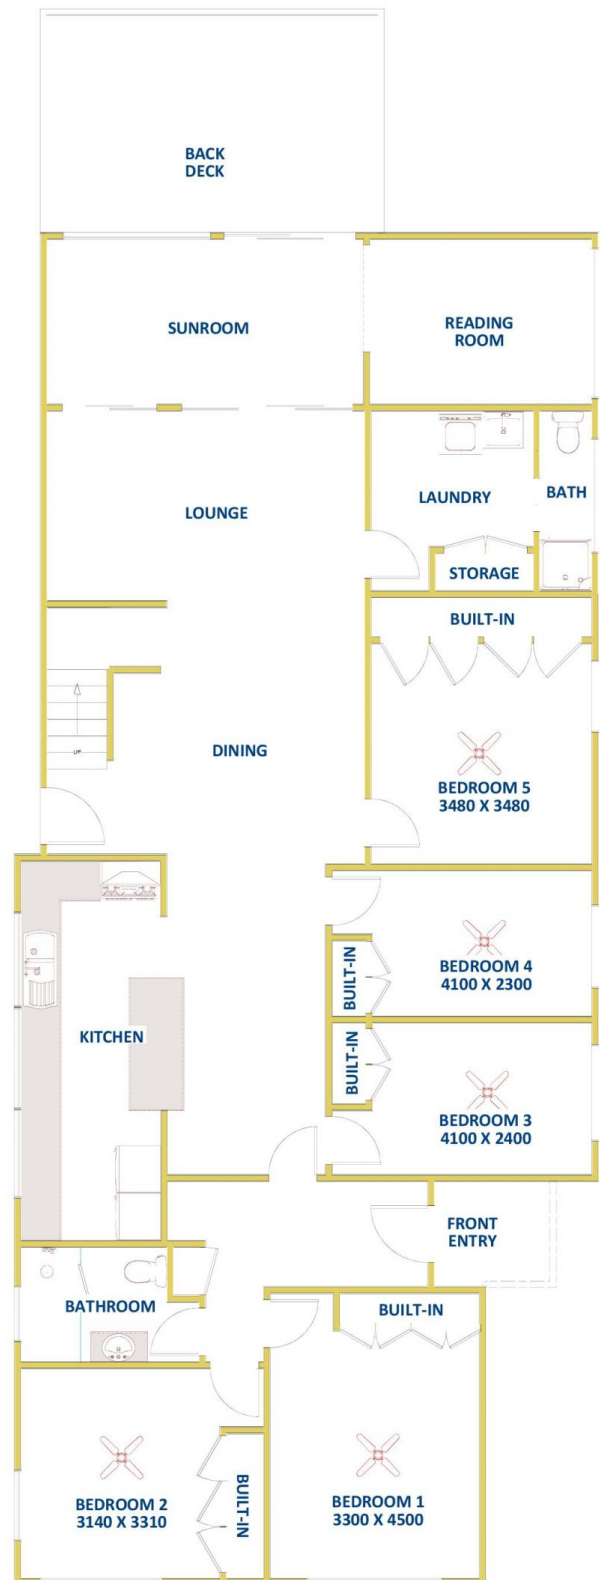 BACK
DECK
SUNROOM
READING
ROOM
LOUNGE
LAUNDRY
BATH
STORAGE
BUILT-IN
DINING
UP
BEDROOM 5
3480 X 3480
BUILT-IN
BEDROOM 4
4100 X 2300
KITCHEN
BUILT-IN
BEDROOM 3
4100 X 2400
FRONT
ENTRY
BATHROOM
BUILT-IN
BEDROOM 2
3140 X 3310
BUILT-IN
BEDROOM 1
3300 X 4500